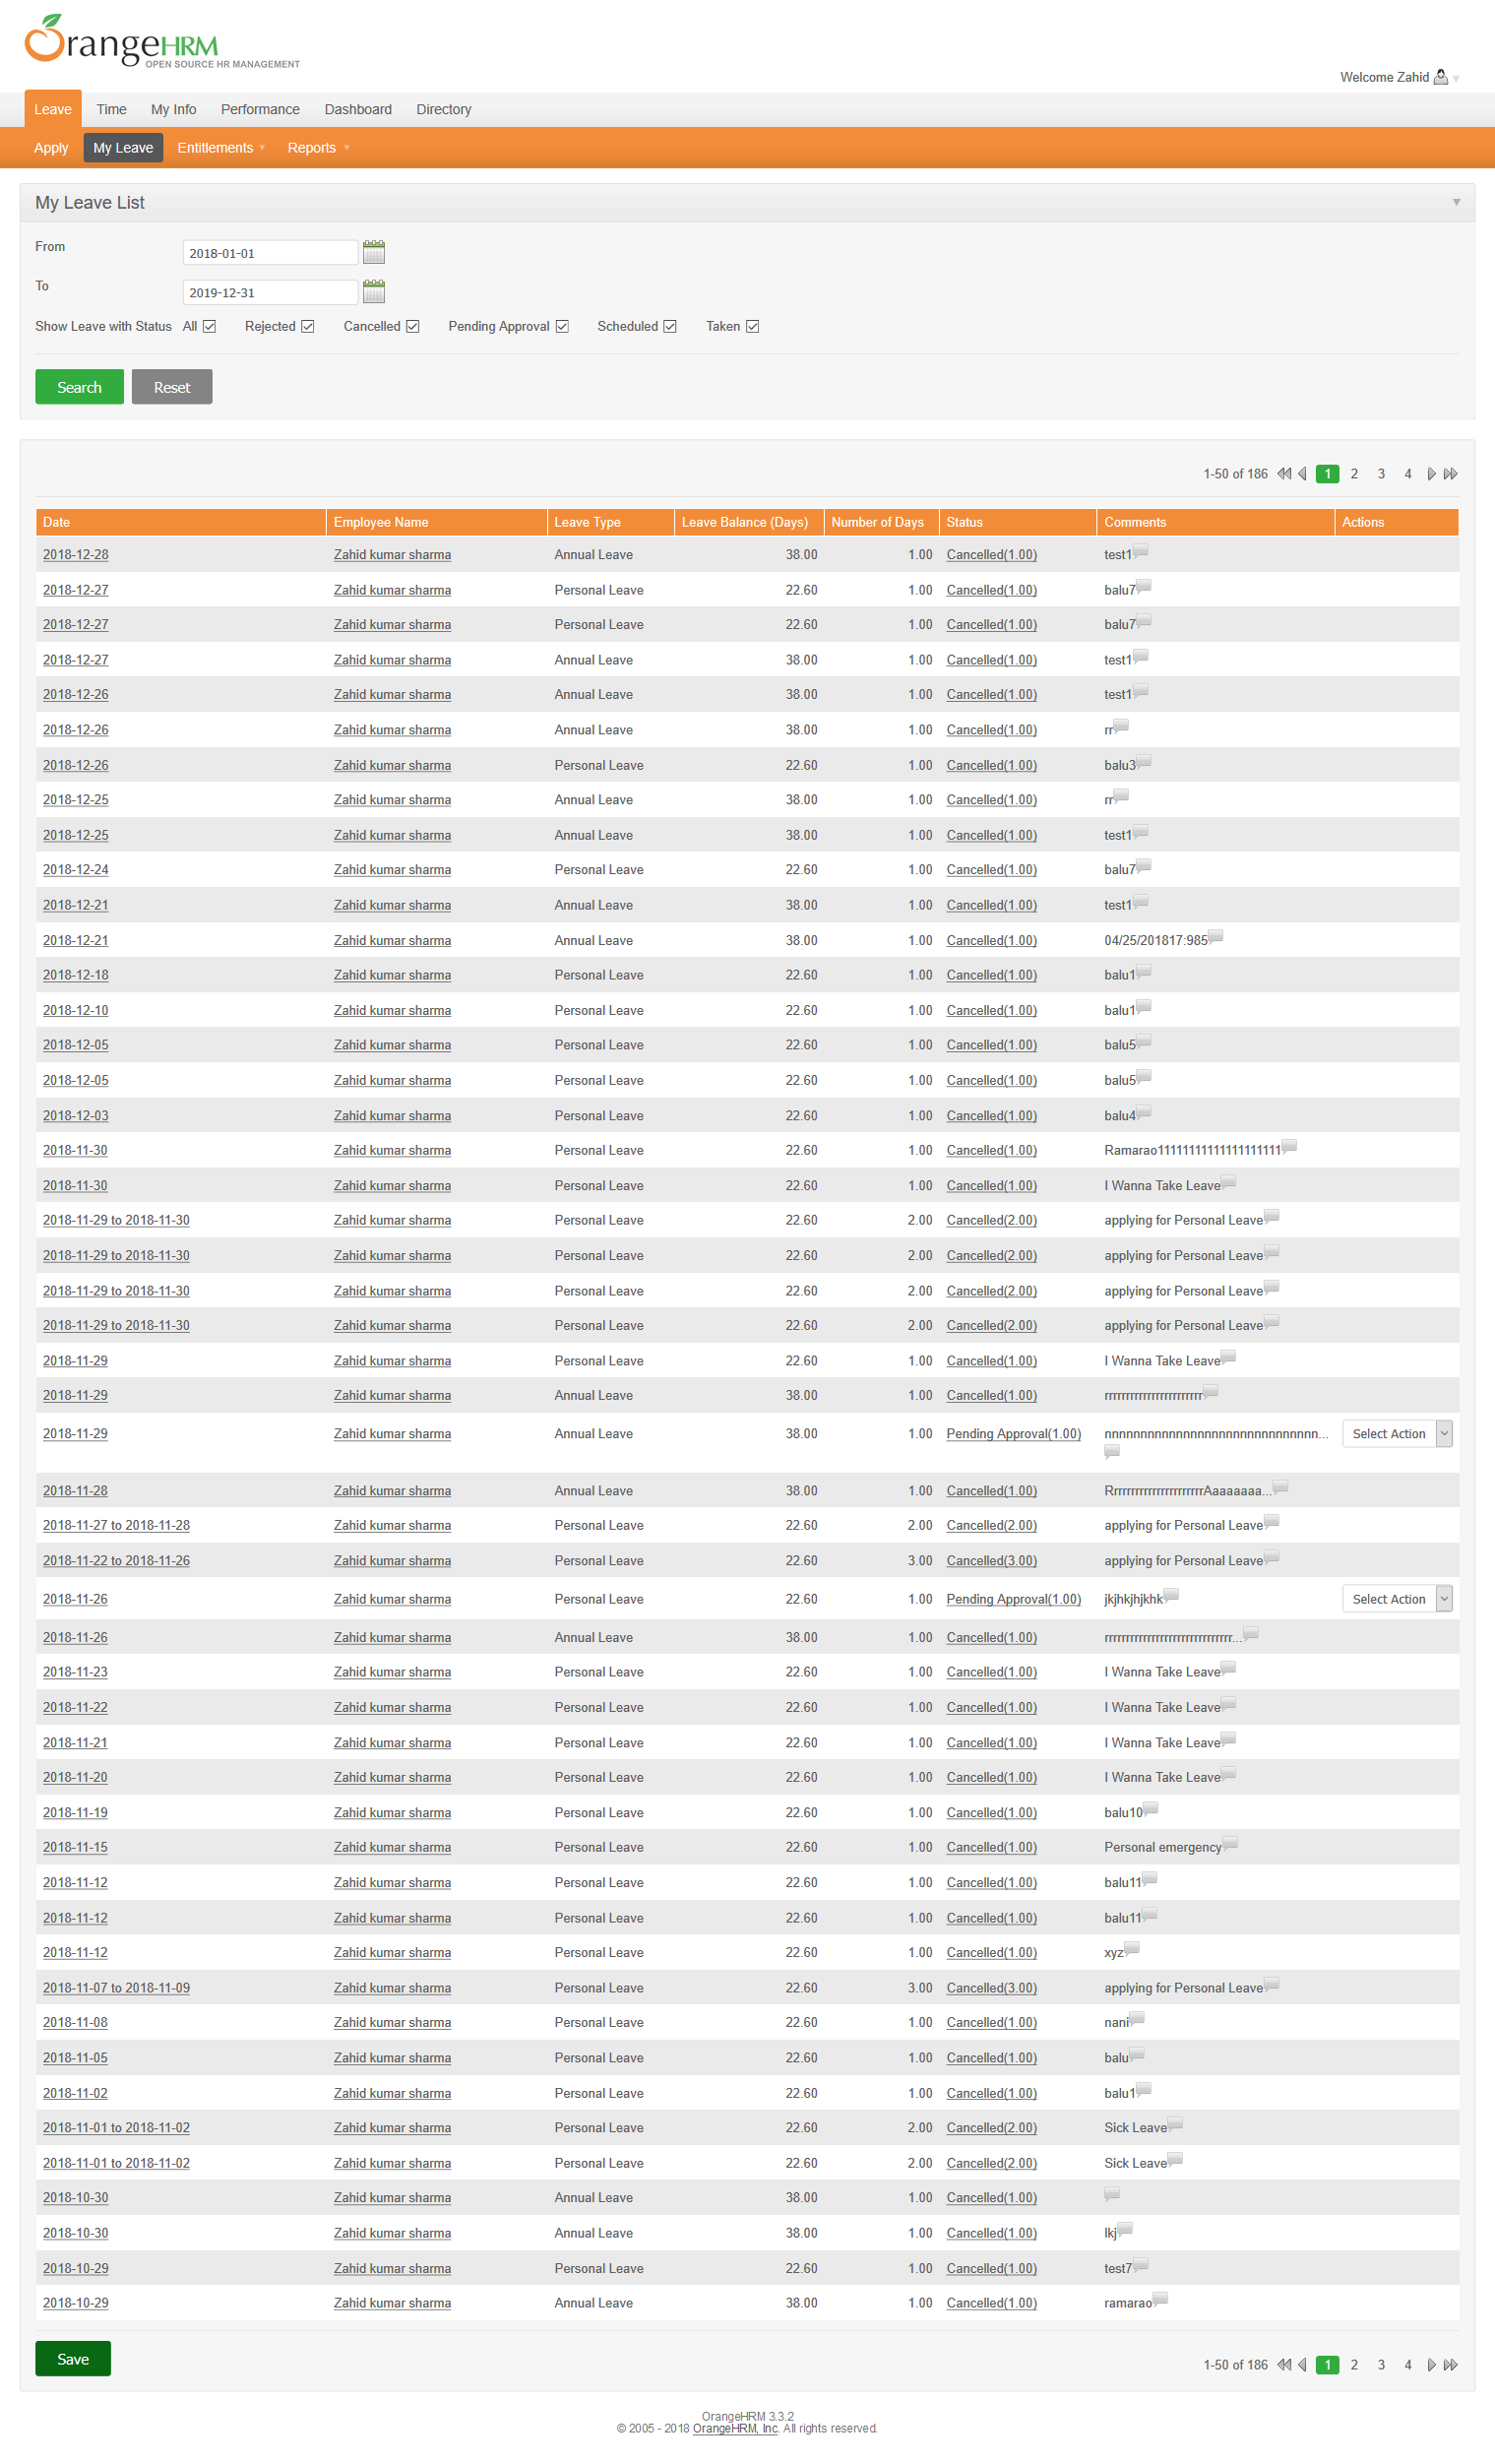 OrangeHRM
OPEN SOURCE HR MANAGEMENT
Welcome Zahid
Leave Time My Info Performance Dashboard Directory
Apply My Leave Entitlements Reports
My Leave List
From 2018-01-01
To 2019-12-31
Show Leave with Status All Rejected Cancelled Pending Approval Scheduled Taken
Search Reset
1-50 of 186 1 2 3 4
Date Employee Name Leave Type Leave Balance (Days) Number of Days Status Comments Actions
2018-12-28 Zahid kumar sharma Annual Leave 38.00 1.00 Cancelled(1.00) test1
2018-12-27 Zahid kumar sharma Personal Leave 22.60 1.00 Cancelled(1.00) balu7
2018-12-27 Zahid kumar sharma Personal Leave 22.60 1.00 Cancelled(1.00) balu7
2018-12-27 Zahid kumar sharma Annual Leave 38.00 1.00 Cancelled(1.00) test1
2018-12-26 Zahid kumar sharma Annual Leave 38.00 1.00 Cancelled(1.00) test1
2018-12-26 Zahid kumar sharma Annual Leave 38.00 1.00 Cancelled(1.00) rr
2018-12-26 Zahid kumar sharma Personal Leave 22.60 1.00 Cancelled(1.00) balu3
2018-12-25 Zahid kumar sharma Annual Leave 38.00 1.00 Cancelled(1.00) rr
2018-12-25 Zahid kumar sharma Annual Leave 38.00 1.00 Cancelled(1.00) test1
2018-12-24 Zahid kumar sharma Personal Leave 22.60 1.00 Cancelled(1.00) balu7
2018-12-21 Zahid kumar sharma Annual Leave 38.00 1.00 Cancelled(1.00) test1
2018-12-21 Zahid kumar sharma Annual Leave 38.00 1.00 Cancelled(1.00) 04/25/201817:985
2018-12-18 Zahid kumar sharma Personal Leave 22.60 1.00 Cancelled(1.00) balu1
2018-12-10 Zahid kumar sharma Personal Leave 22.60 1.00 Cancelled(1.00) balu1
2018-12-05 Zahid kumar sharma Personal Leave 22.60 1.00 Cancelled(1.00) balu5
2018-12-05 Zahid kumar sharma Personal Leave 22.60 1.00 Cancelled(1.00) balu5
2018-12-03 Zahid kumar sharma Personal Leave 22.60 1.00 Cancelled(1.00) balu4
2018-11-30 Zahid kumar sharma Personal Leave 22.60 1.00 Cancelled(1.00)
2018-11-30 Zahid kumar sharma Personal Leave 22.60 1.00 Cancelled(1.00) I Wanna Take Leave
2018-11-29 to 2018-11-30 Zahid kumar sharma Personal Leave 22.60 2.00 Cancelled(2.00) applying for Personal Leave
2018-11-29 to 2018-11-30 Zahid kumar sharma Personal Leave 22.60 2.00 Cancelled(2.00) applying for Personal Leave
2018-11-29 to 2018-11-30 Zahid kumar sharma Personal Leave 22.60 2.00 Cancelled(2.00) applying for Personal Leave
2018-11-29 to 2018-11-30 Zahid kumar sharma Personal Leave 22.60 2.00 Cancelled(2.00) applying for Personal Leave
2018-11-29 Zahid kumar sharma Personal Leave 22.60 1.00 Cancelled(1.00) I Wanna Take Leave
2018-11-29 Zahid kumar sharma Annual Leave 38.00 1.00 Cancelled(1.00)
2018-11-29 Zahid kumar sharma Annual Leave 38.00 1.00 Pending Approval(1.00) Select Action
2018-11-28 Zahid kumar sharma Annual Leave 38.00 1.00 Cancelled(1.00)
2018-11-27 to 2018-11-28 Zahid kumar sharma Personal Leave 22.60 2.00 Cancelled(2.00) applying for Personal Leave
2018-11-22 to 2018-11-26 Zahid kumar sharma Personal Leave 22.60 3.00 Cancelled(3.00) applying for Personal Leave
2018-11-26 Zahid kumar sharma Personal Leave 22.60 1.00 Pending Approval(1.00) jkjhkjhjkhk Select Action
2018-11-26 Zahid kumar sharma Annual Leave 38.00 1.00 Cancelled(1.00)
2018-11-23 Zahid kumar sharma Personal Leave 22.60 1.00 Cancelled(1.00) I Wanna Take Leave
2018-11-22 Zahid kumar sharma Personal Leave 22.60 1.00 Cancelled(1.00) I Wanna Take Leave
2018-11-21 Zahid kumar sharma Personal Leave 22.60 1.00 Cancelled(1.00) I Wanna Take Leave
2018-11-20 Zahid kumar sharma Personal Leave 22.60 1.00 Cancelled(1.00) I Wanna Take Leave
2018-11-19 Zahid kumar sharma Personal Leave 22.60 1.00 Cancelled(1.00) balu10
2018-11-15 Zahid kumar sharma Personal Leave 22.60 1.00 Cancelled(1.00) Personal emergency
2018-11-12 Zahid kumar sharma Personal Leave 22.60 1.00 Cancelled(1.00) balu11
2018-11-12 Zahid kumar sharma Personal Leave 22.60 1.00 Cancelled(1.00) balu11
2018-11-12 Zahid kumar sharma Personal Leave 22.60 1.00 Cancelled(1.00) xyz
2018-11-07 to 2018-11-09 Zahid kumar sharma Personal Leave 22.60 3.00 Cancelled(3.00) applying for Personal Leave
2018-11-08 Zahid kumar sharma Personal Leave 22.60 1.00 Cancelled(1.00) nani
2018-11-05 Zahid kumar sharma Personal Leave 22.60 1.00 Cancelled(1.00) balu
2018-11-02 Zahid kumar sharma Personal Leave 22.60 1.00 Cancelled(1.00) balu1
2018-11-01 to 2018-11-02 Zahid kumar sharma Personal Leave 22.60 2.00 Cancelled(2.00) Sick Leave
2018-11-01 to 2018-11-02 Zahid kumar sharma Personal Leave 22.60 2.00 Cancelled(2.00) Sick Leave
2018-10-30 Zahid kumar sharma Annual Leave 38.00 1.00 Cancelled(1.00)
2018-10-30 Zahid kumar sharma Annual Leave 38.00 1.00 Cancelled(1.00) lkj
2018-10-29 Zahid kumar sharma Personal Leave 22.60 1.00 Cancelled(1.00) test7
2018-10-29 Zahid kumar sharma Annual Leave 38.00 1.00 Cancelled(1.00) ramarao
Save
1-50 of 186 1 2 3 4
OrangeHRM 3.3.2
© 2005 - 2018 OrangeHRM, Inc. All rights reserved.